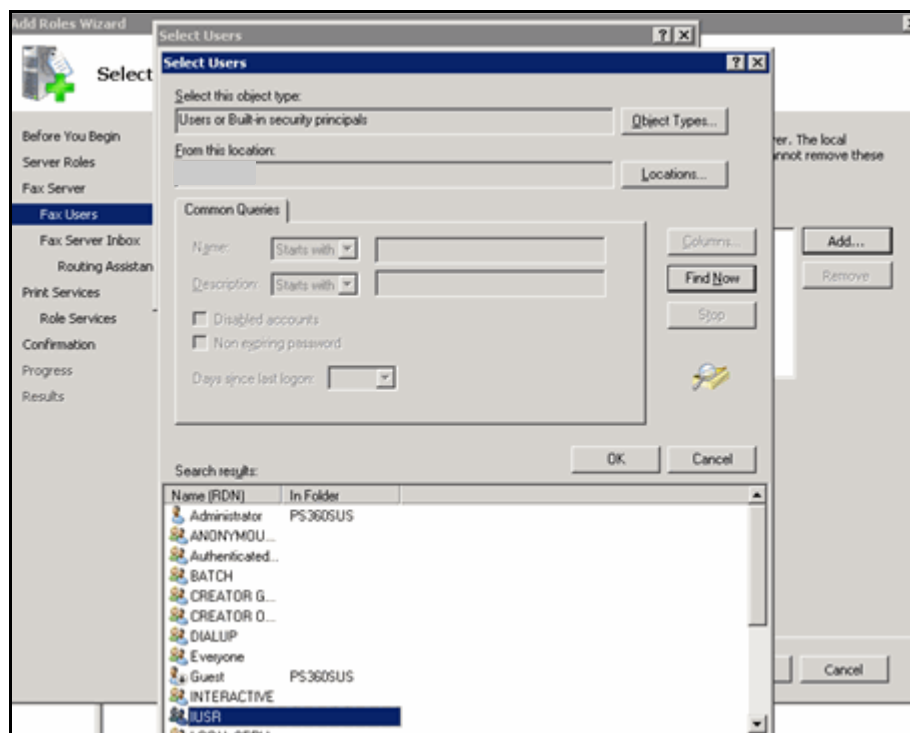 Add Roles Wizard
Select Users
Select Users
Select
Select this object type:
Users or Built-in security principals
Object Types...
From this location:
Locations...
Before You Begin
Server Roles
Fax Server
Fax Users
Fax Server Inbox
Routing Assistan
Print Services
Role Services
Confirmation
Progress
Results
Common Queries
Name: Starts with
Description: Starts with
Disabled accounts
Non expiring password
Days since last logon:
Columns...
Find Now
Stop
er. The local
nnot remove these
Add...
Remove
OK
Cancel
Search results:
Name (RDN) In Folder
Administrator PS360SUS
ANONYMOU...
Authenticated...
BATCH
CREATOR G...
CREATOR O...
DIALUP
Everyone
Guest PS360SUS
INTERACTIVE
IUSR
Cancel